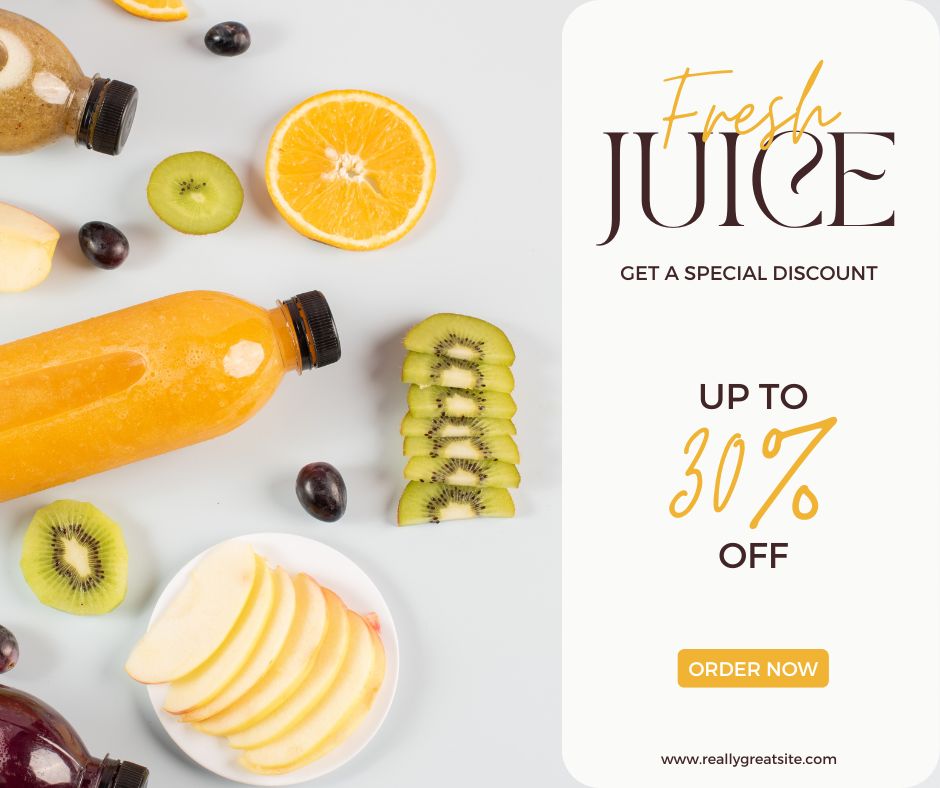 Fresh
JUICE
GET A SPECIAL DISCOUNT
UP TO
30%
OFF
ORDER NOW
www.reallygreatsite.com